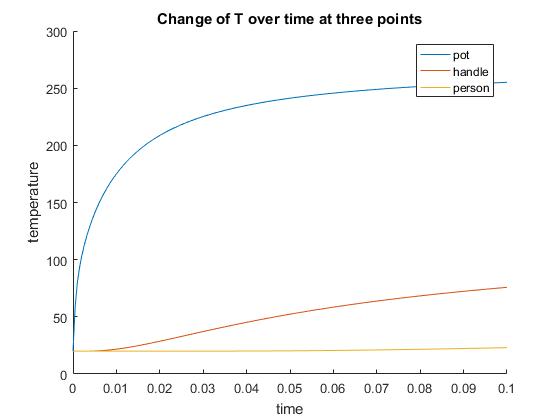 Change of T over time at three points
300
250
200
150
100
50
0
temperature
pot
handle
person
0 0.01 0.02 0.03 0.04 0.05 0.06 0.07 0.08 0.09 0.1
time